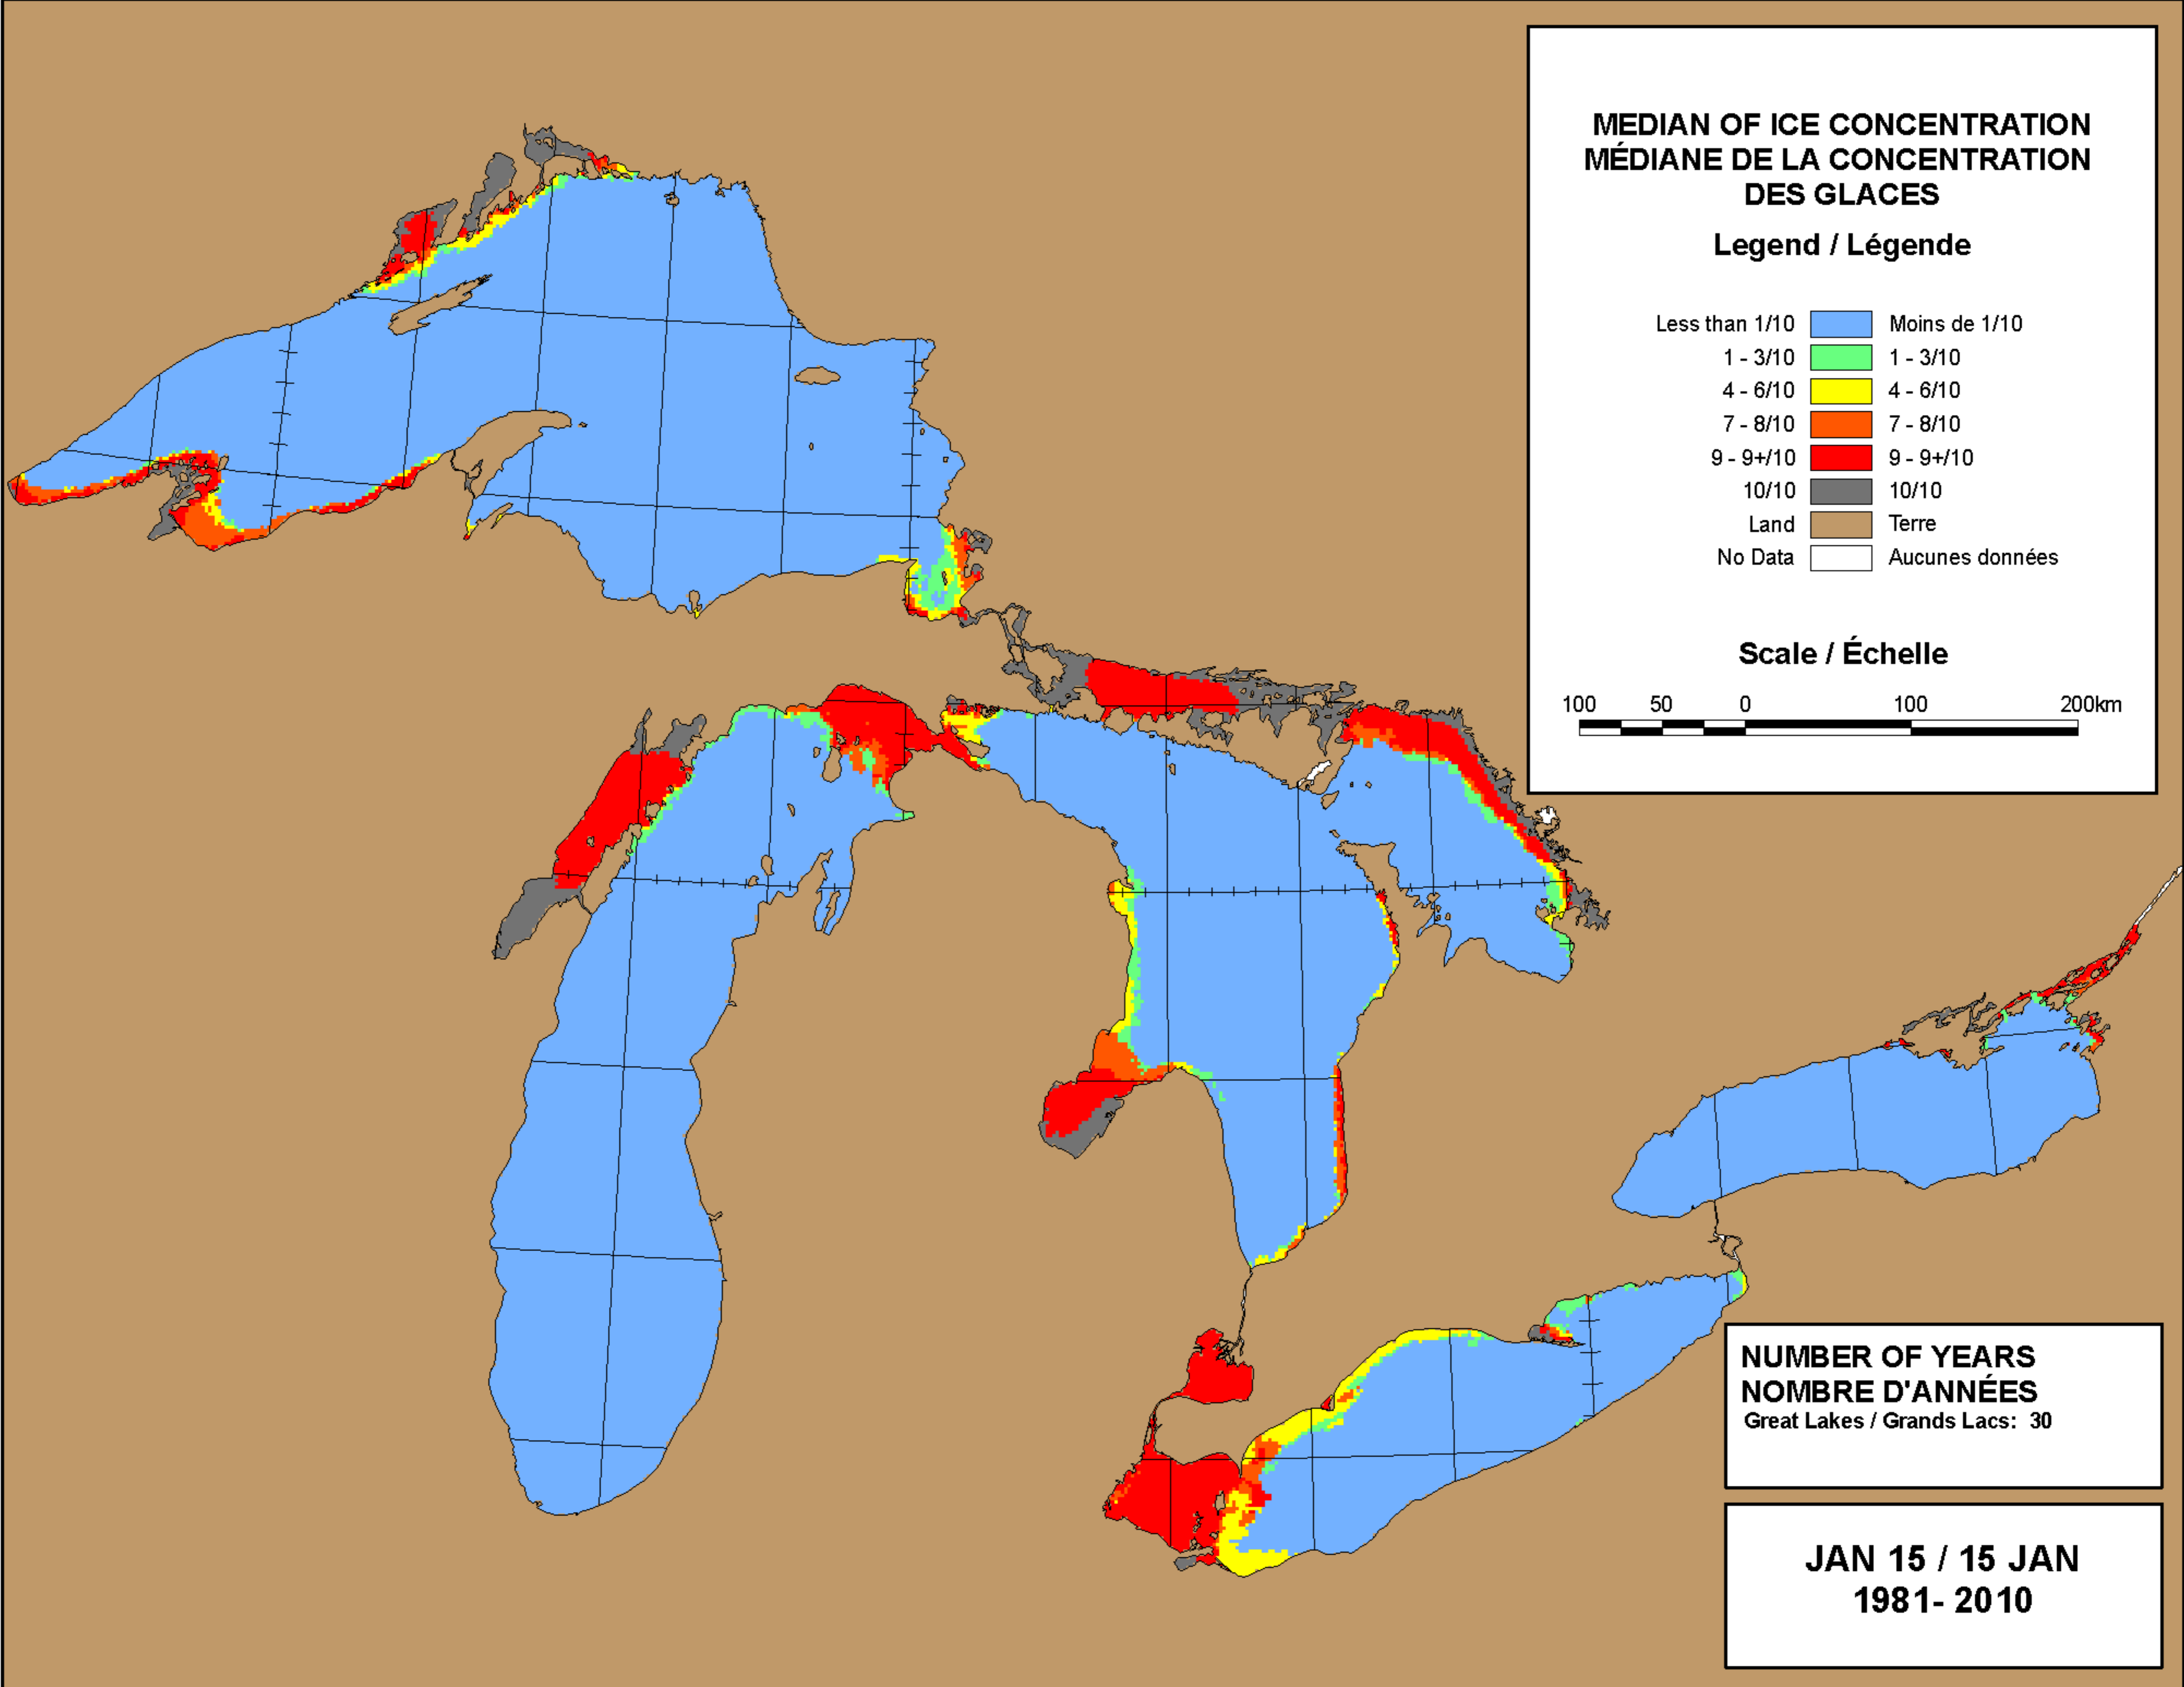 MEDIAN OF ICE CONCENTRATION
MÉDIANE DE LA CONCENTRATION
DES GLACES
Legend / Légende
Less than 1/10 Moins de 1/10
1 - 3/10 1 - 3/10
4 - 6/10 4 - 6/10
7 - 8/10 7 - 8/10
9 - 9+/10 9 - 9+/10
10/10 10/10
Land Terre
No Data Aucunes données
Scale / Échelle
100 50 0 100 200km
NUMBER OF YEARS
NOMBRE D'ANNÉES
Great Lakes / Grands Lacs: 30
JAN 15 / 15 JAN
1981- 2010